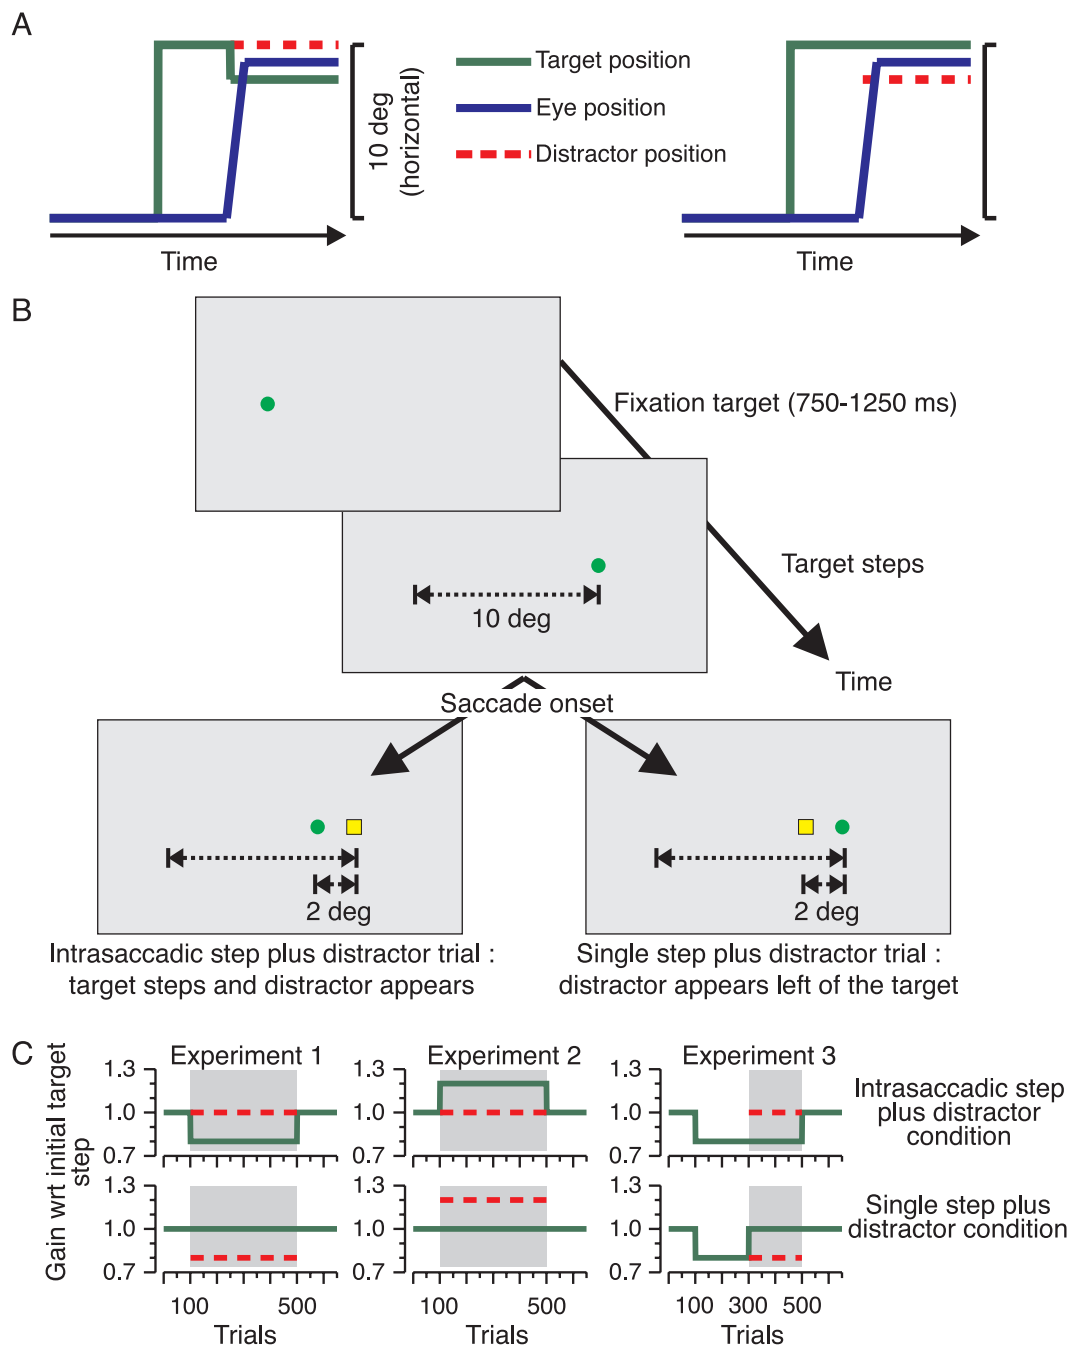 A
Target position
Eye position
Distractor position
10 deg
(horizontal)
Time
Time
B
Fixation target (750-1250 ms)
Target steps
10 deg
Time
Saccade onset
2 deg
2 deg
Intrasaccadic step plus distractor trial :
target steps and distractor appears
Single step plus distractor trial :
distractor appears left of the target
C
Gain wrt initial target
step
Experiment 1
Experiment 2
Experiment 3
1.3
1.0
0.7
1.3
1.0
0.7
1.3
1.0
0.7
Intrasaccadic step
plus distractor
condition
1.3
1.0
0.7
1.3
1.0
0.7
1.3
1.0
0.7
Single step plus
distractor condition
100
500
100
500
100
300
500
Trials
Trials
Trials